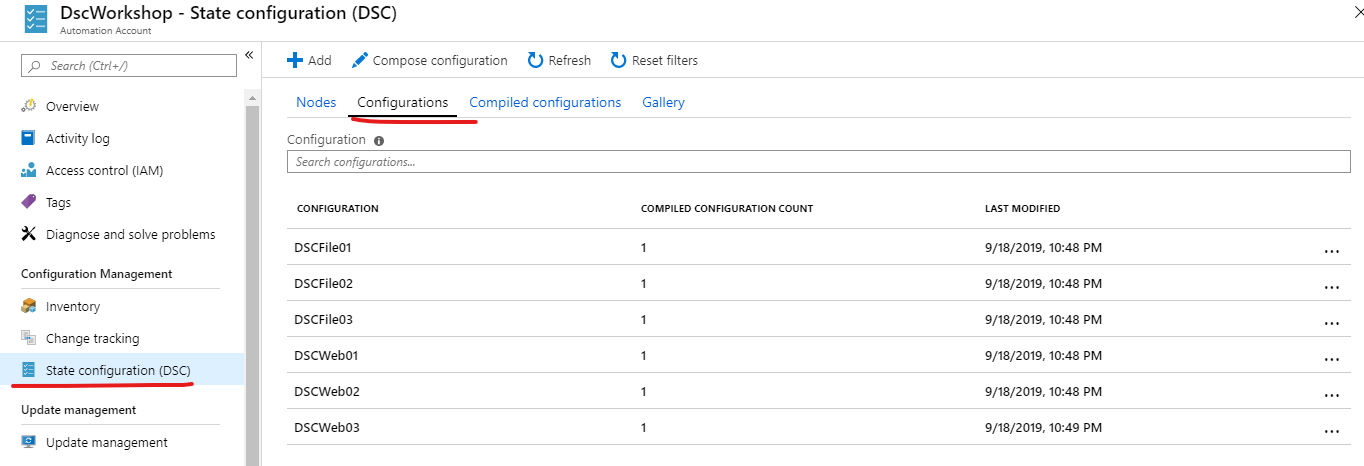 DscWorkshop - State configuration (DSC)
Automation Account
Search (Ctrl+/)
Overview
Activity log
Access control (IAM)
Tags
Diagnose and solve problems
Configuration Management
Inventory
Change tracking
State configuration (DSC)
Update management
Update management
Add Compose configuration Refresh Reset filters
Nodes Configurations Compiled configurations Gallery
Configuration
Search configurations...
CONFIGURATION COMPILED CONFIGURATION COUNT LAST MODIFIED
DSCFile01 1 9/18/2019, 10:48 PM ...
DSCFile02 1 9/18/2019, 10:48 PM ...
DSCFile03 1 9/18/2019, 10:48 PM ...
DSCWeb01 1 9/18/2019, 10:48 PM ...
DSCWeb02 1 9/18/2019, 10:48 PM ...
DSCWeb03 1 9/18/2019, 10:49 PM ...